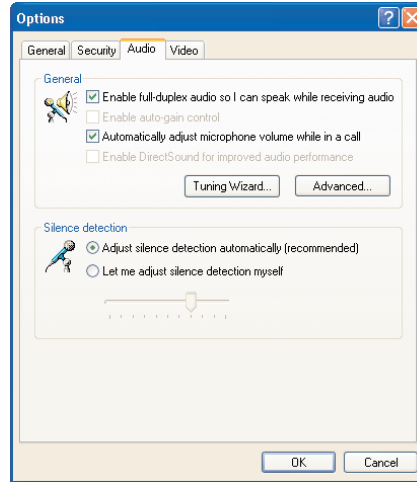 Options
General Security Audio Video
General
Enable full-duplex audio so I can speak while receiving audio
Enable auto-gain control
Automatically adjust microphone volume while in a call
Enable DirectSound for improved audio performance
Tuning Wizard... Advanced...
Silence detection
Adjust silence detection automatically (recommended)
Let me adjust silence detection myself
OK Cancel